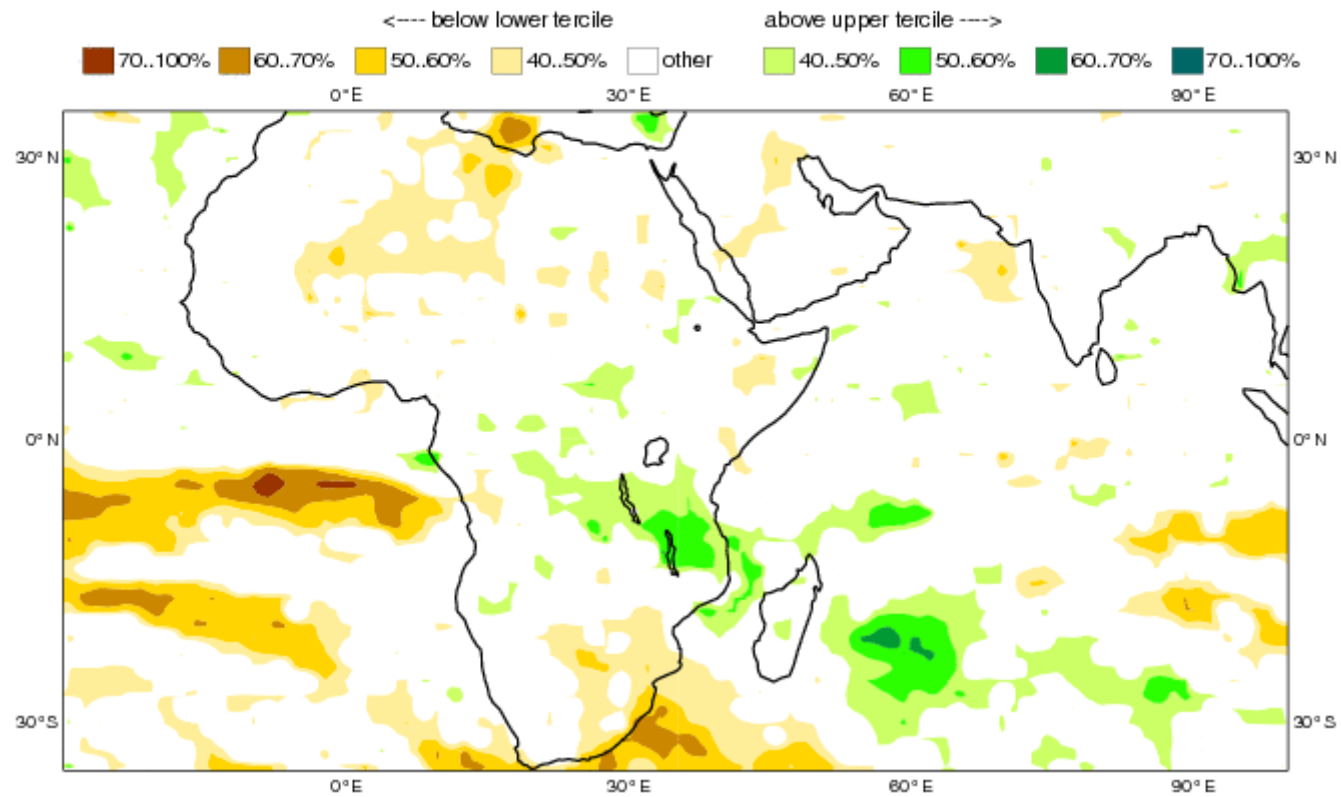 <---- below lower tercile above upper tercile ---->
70..100% 60..70% 50..60% 40..50% other 40..50% 50..60% 60..70% 70..100%
0°E 30°E 60°E 90°E
30°N 30°N
0°N 0°N
30°S 30°S
0°E 30°E 60°E 90°E